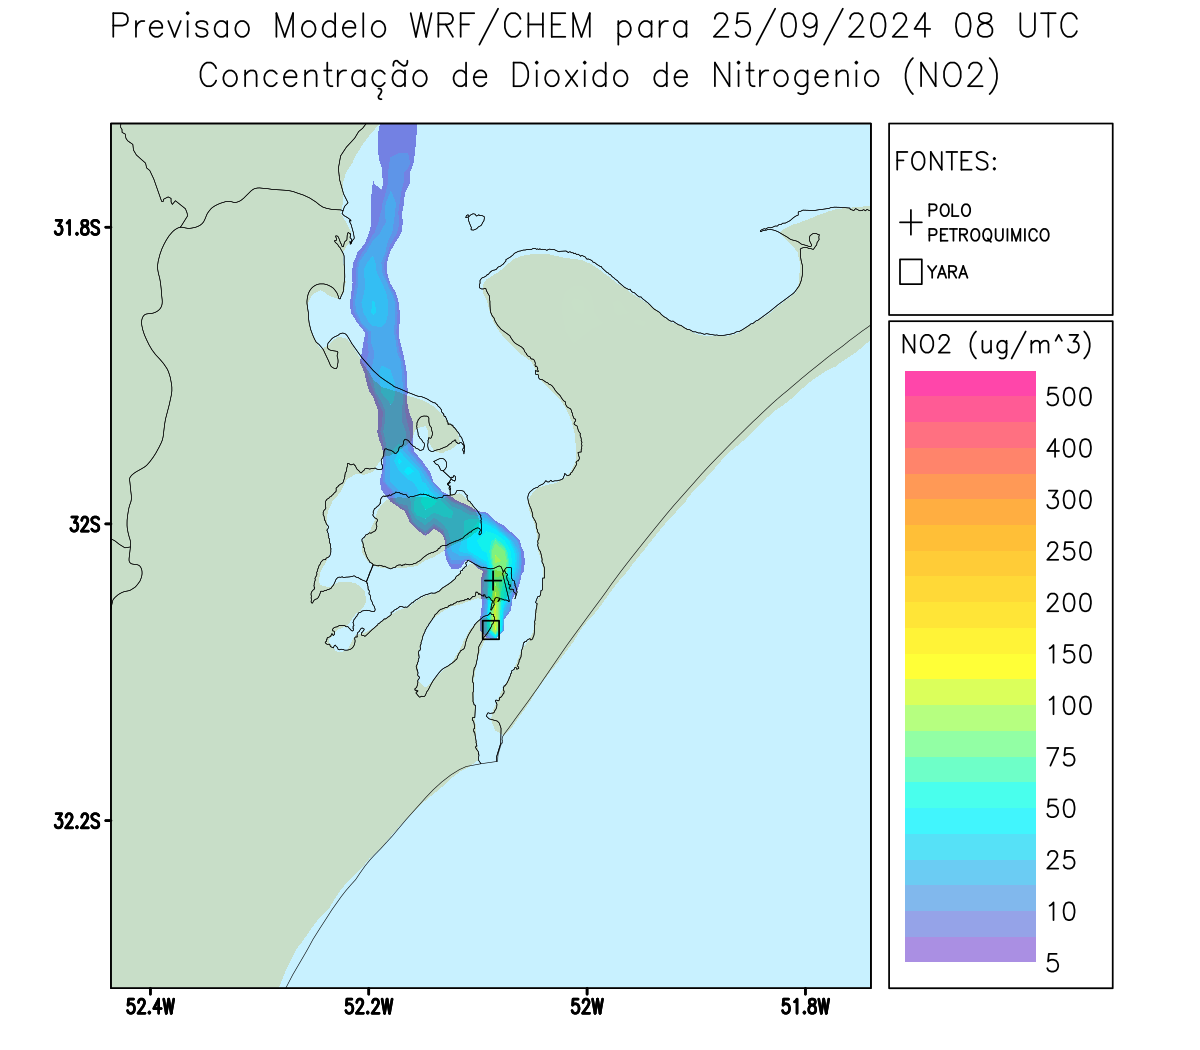 Previsao Modelo WRF/CHEM para 25/09/2024 08 UTC
Concentração de Dioxido de Nitrogenio (NO2)
FONTES:
POLO
PETROQUIMICO
YARA
NO2 (ug/m^3)
500
400
300
250
200
150
100
75
50
25
10
5
31.8S
32S
32.2S
52.4W
52.2W
52W
51.8W